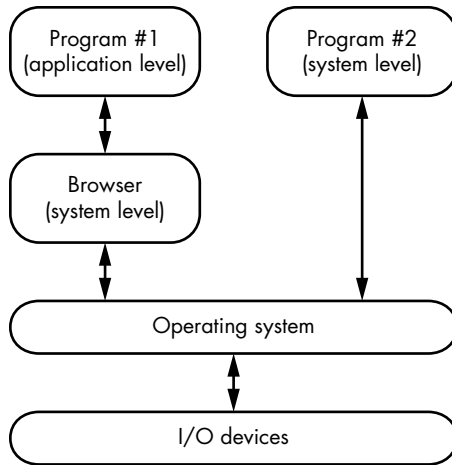 Program #1
(application level)
Program #2
(system level)
Browser
(system level)
Operating system
I/O devices